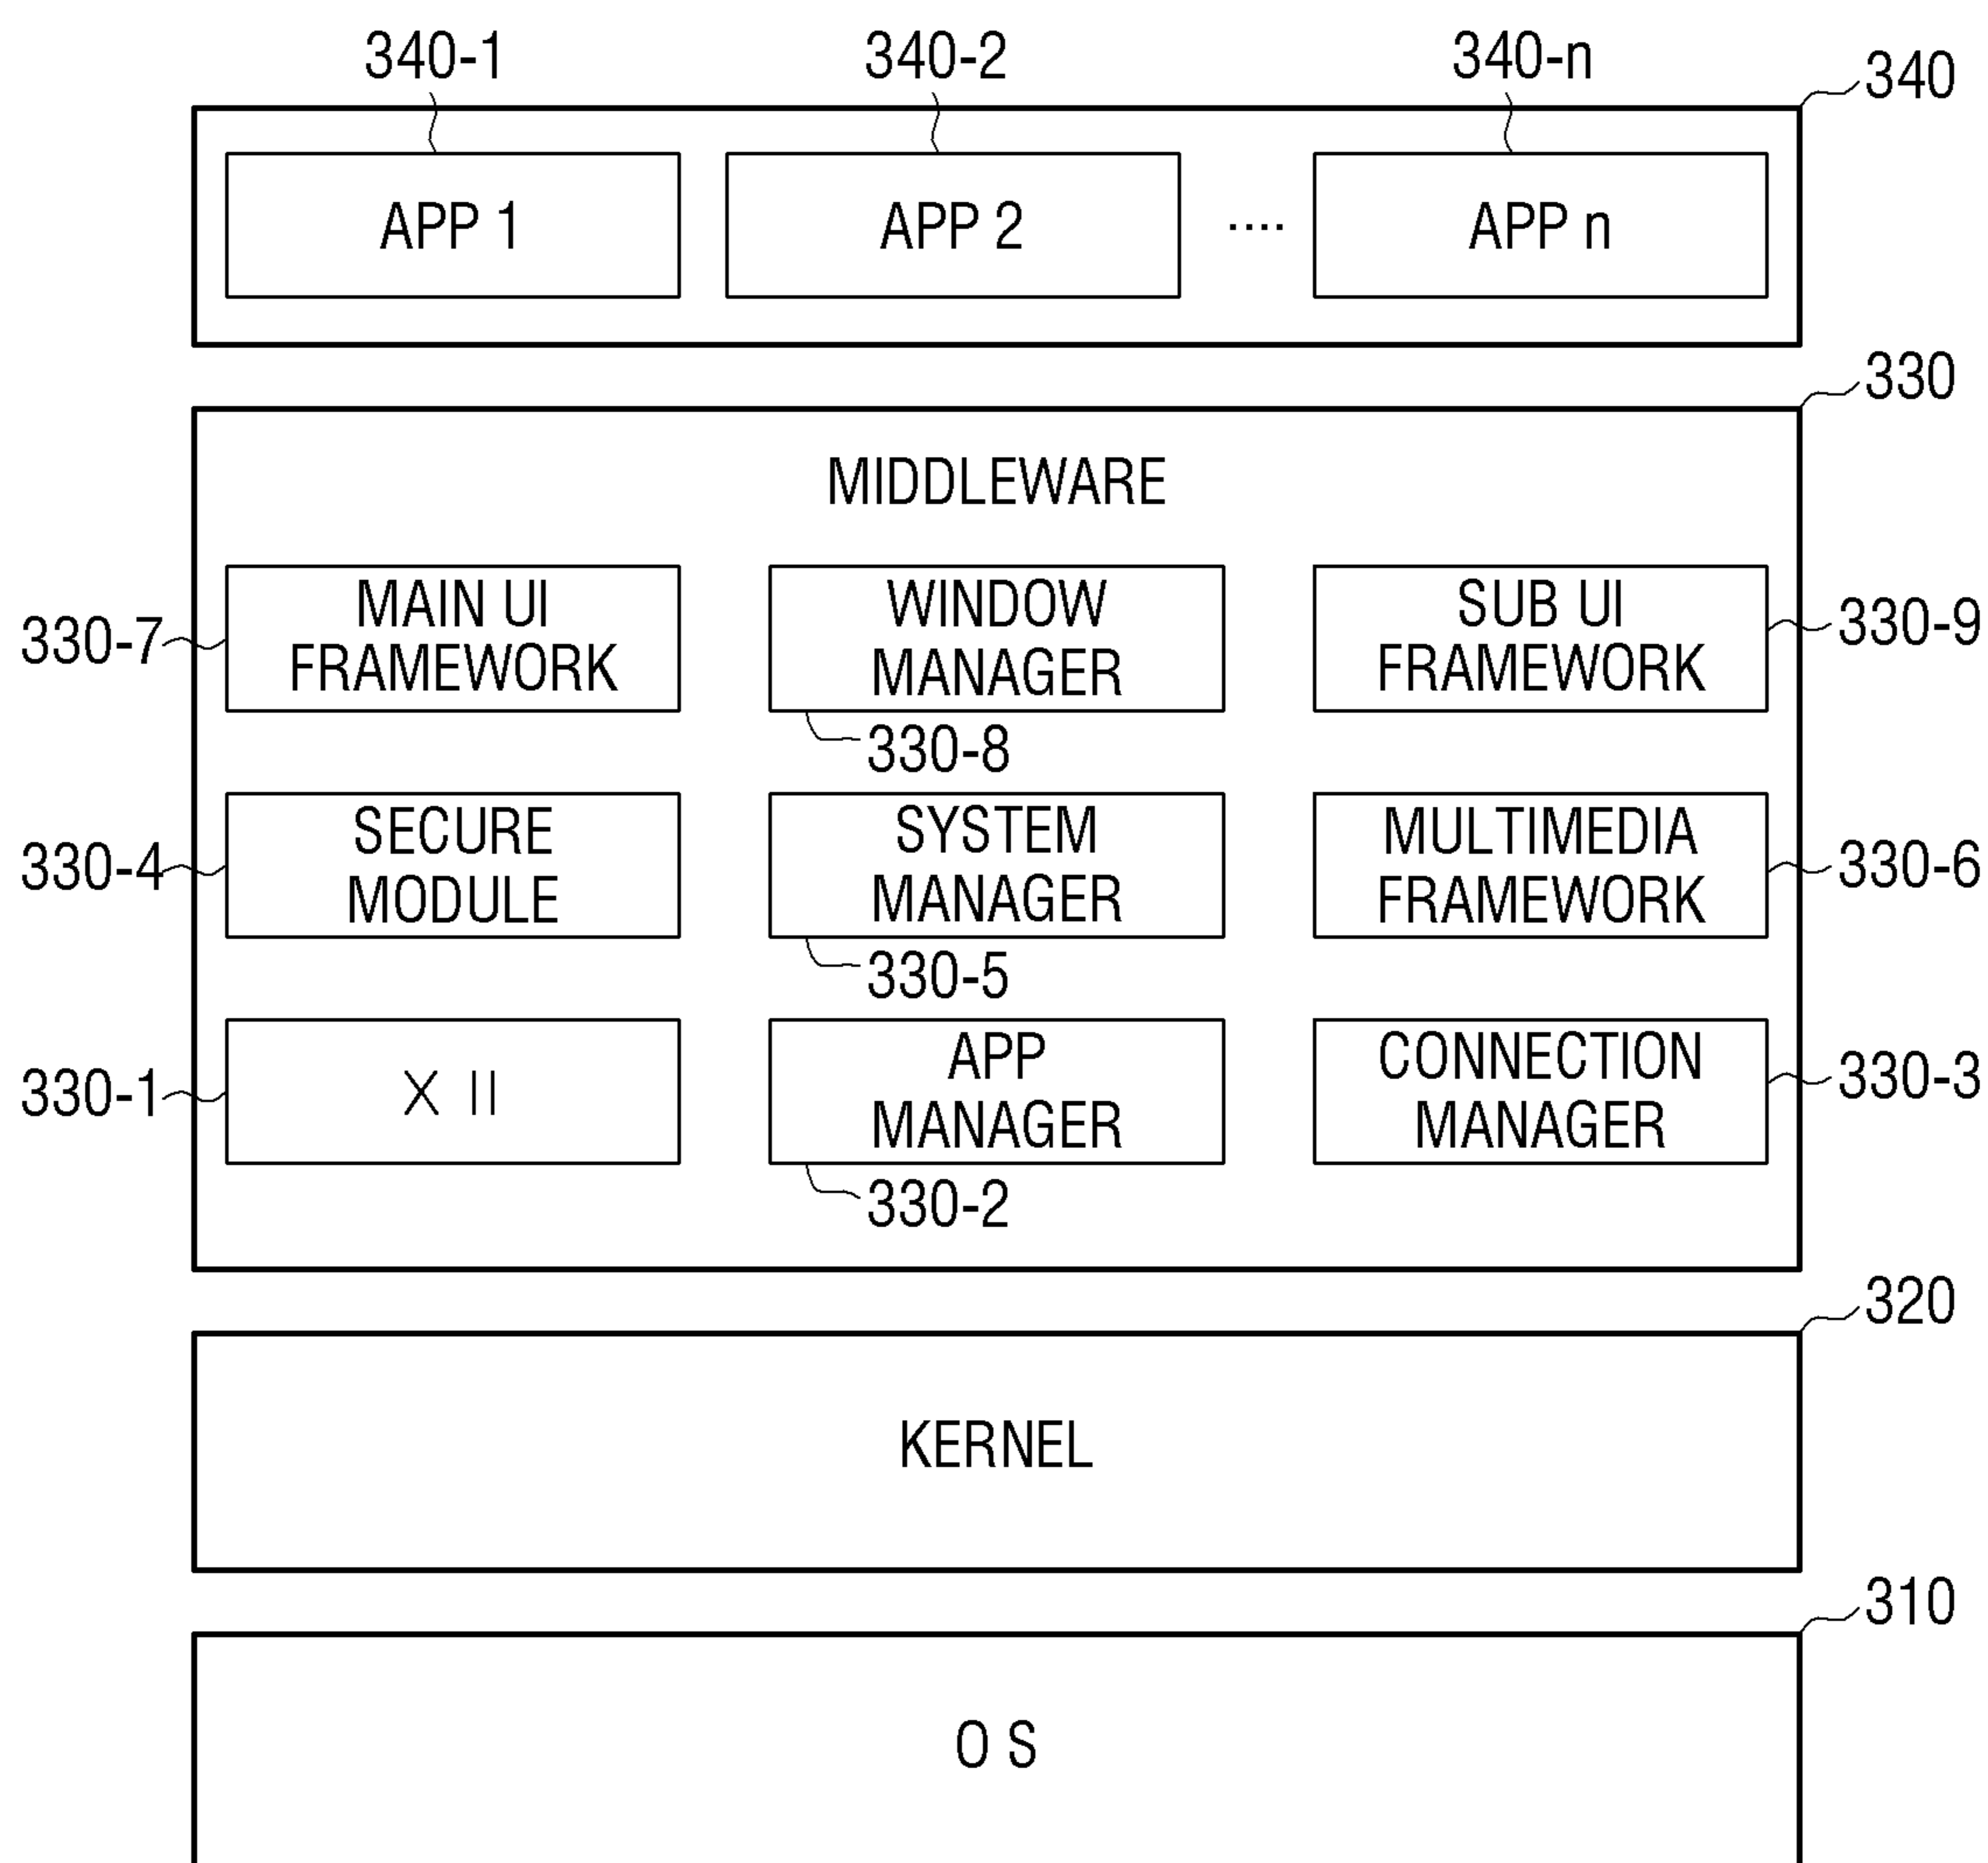 340-1 340-2 340-n
340
APP 1 APP 2 .... APP n
330
MIDDLEWARE
MAIN UI
FRAMEWORK
WINDOW
MANAGER
SUB UI
FRAMEWORK
330-7
330-9
330-8
SECURE
MODULE
SYSTEM
MANAGER
MULTIMEDIA
FRAMEWORK
330-4
330-6
330-5
X II
APP
MANAGER
CONNECTION
MANAGER
330-1
330-3
330-2
320
KERNEL
310
O S